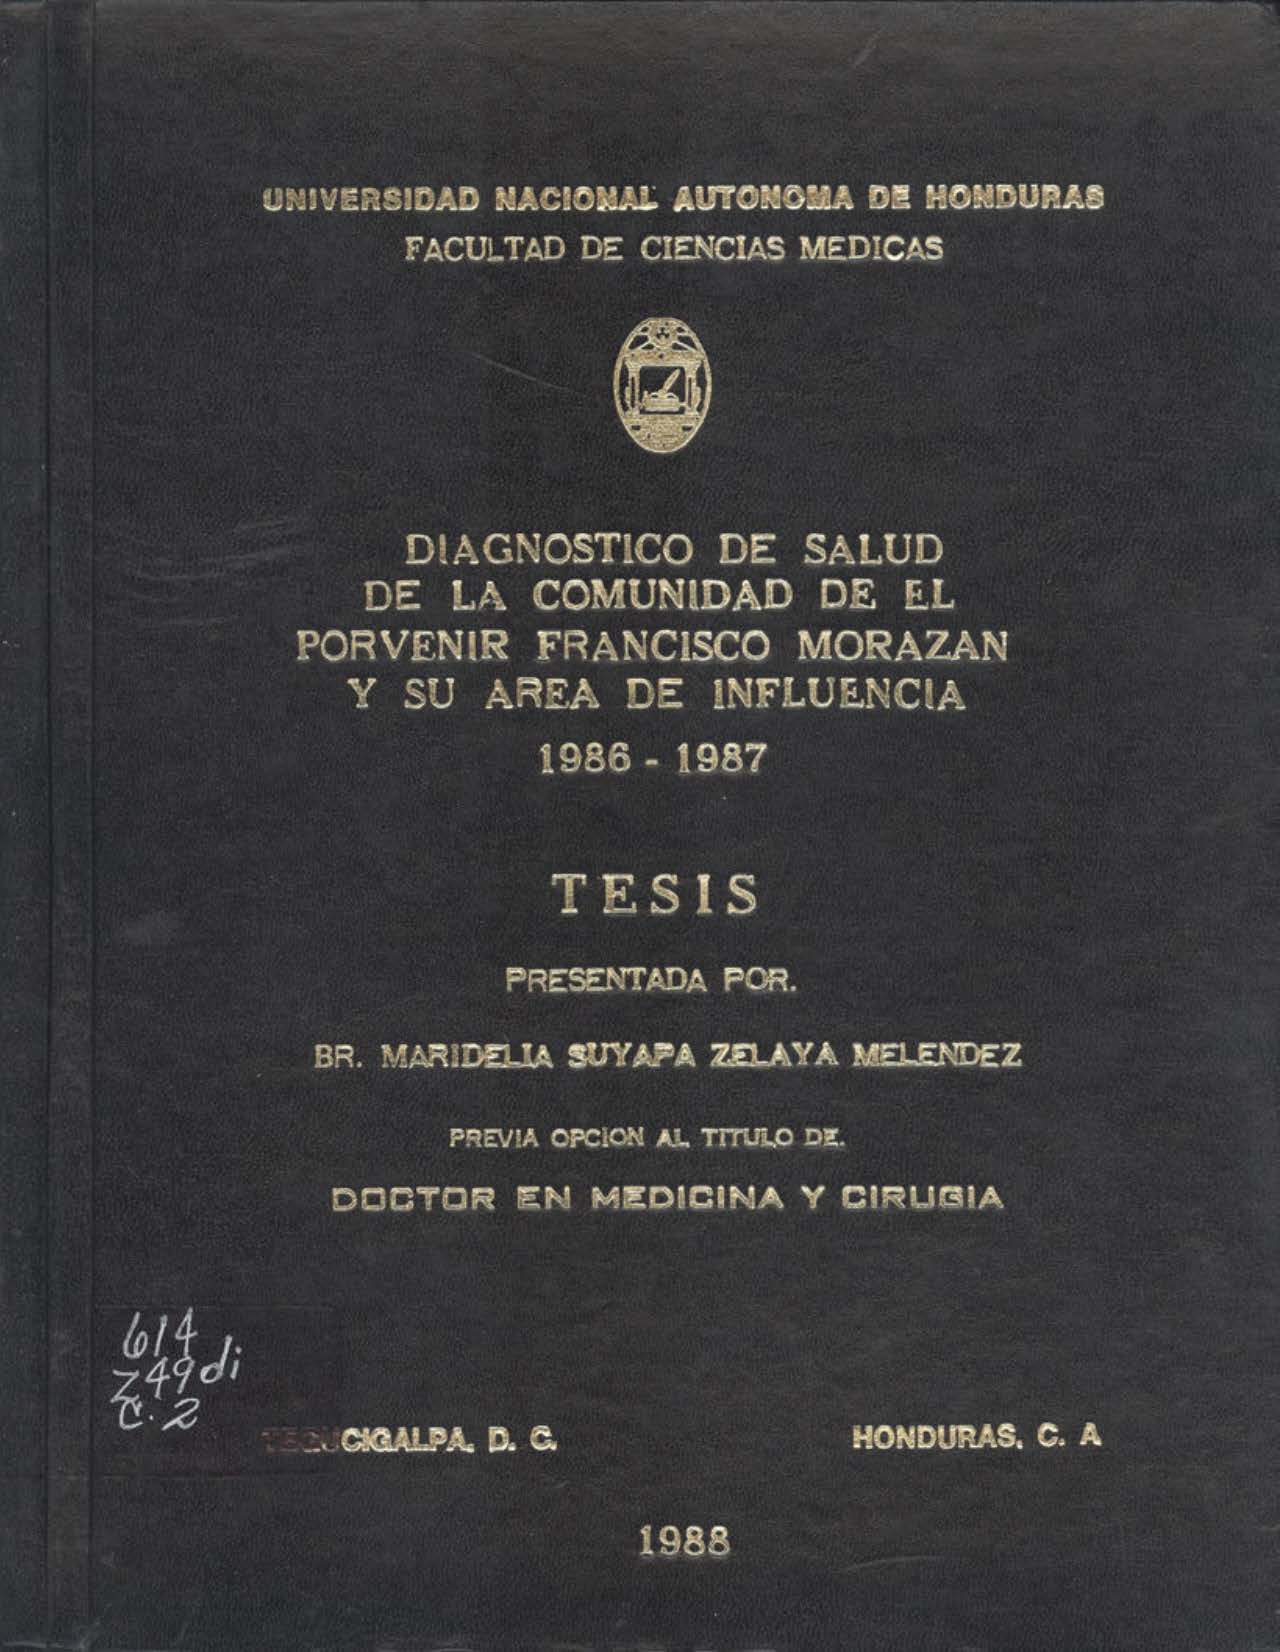 UNIVERSIDAD NACIONAL AUTONOMA DE HONDURAS
FACULTAD DE CIENCIAS MEDICAS
DIAGNOSTICO DE SALUD
DE LA COMUNIDAD DE EL
PORVENIR FRANCISCO MORAZAN
Y SU AREA DE INFLUENCIA
1986 - 1987
TESIS
PRESENTADA POR.
BR. MARIDELIA SUYAPA ZELAYA MELENDEZ
PREVIA OPCION AL TITULO DE.
DOCTOR EN MEDICINA Y CIRUGIA
614
Z49di
C. 2
TEGUCIGALPA, D. C. HONDURAS, C. A
1988